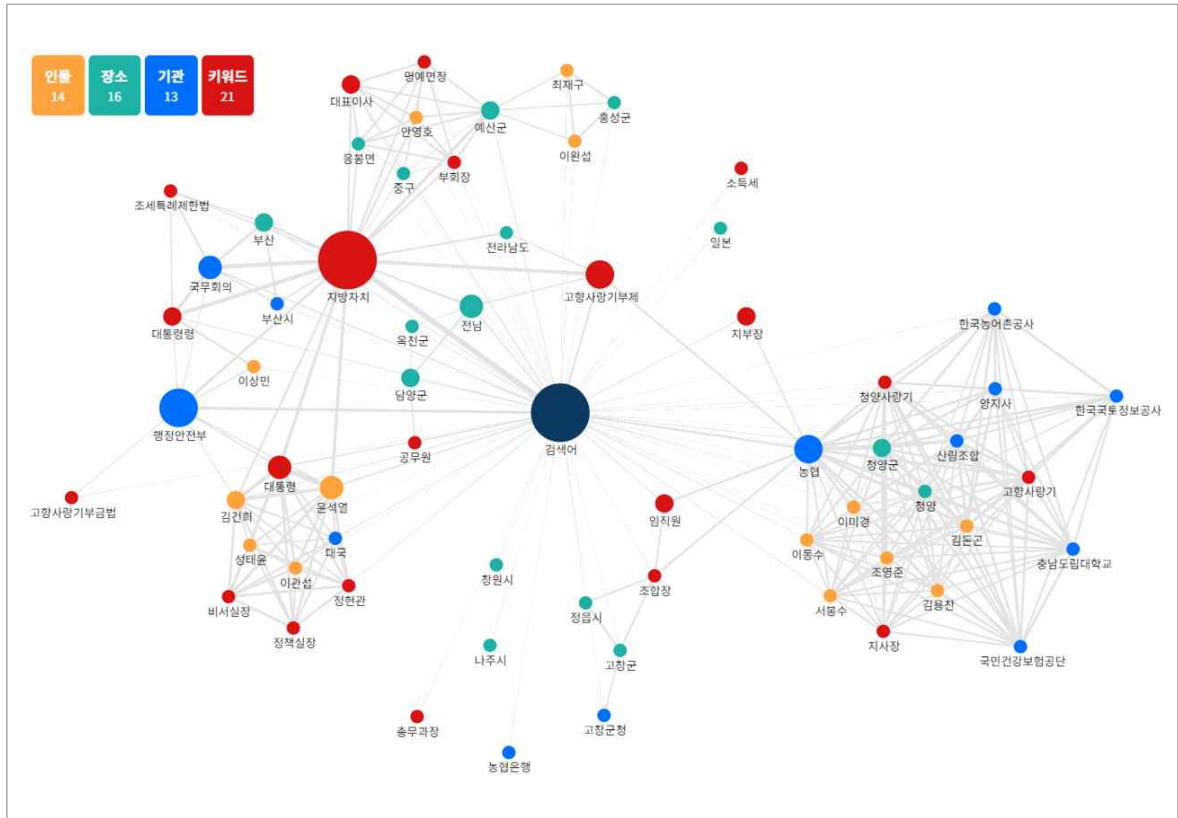 인물
14
장소
16
기관
13
키워드
21
명예면장
최재구
대표이사
홍성군
안영호
예산군
응봉면
이완섭
중구
부회장
소득세
조세특례제한법
부산
전라남도
일본
국무회의
지방자치
고향사랑기부제
부산시
전남
대통령령
옥천군
지부장
한국농어촌공사
이상민
담양군
청양사랑기
양지사
한국국토정보공사
행정안전부
검색어
공무원
농협
청양군
산림조합
대통령
윤석열
고향사랑기
고향사랑기부금법
김건희
임직원
청양
이미경
김돈곤
성태윤
대국
이동수
충남도립대학교
이관섭
창원시
조영준
비서실장
정현관
조합장
서봉수
김용찬
정책실장
정읍시
지사장
나주시
고창군
국민건강보험공단
총무과장
고창군청
농협은행